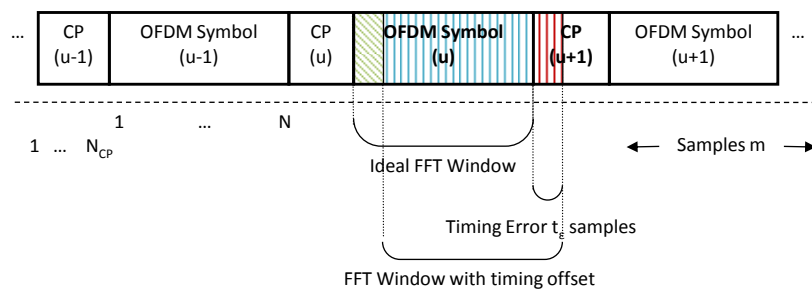 ... CP OFDM Symbol CP OFDM Symbol CP OFDM Symbol ...
(u-1) (u-1) (u) (u) (u+1) (u+1)
1 ... N
1 ... N_CP
Ideal FFT Window
Samples m
Timing Error t_ε samples
FFT Window with timing offset